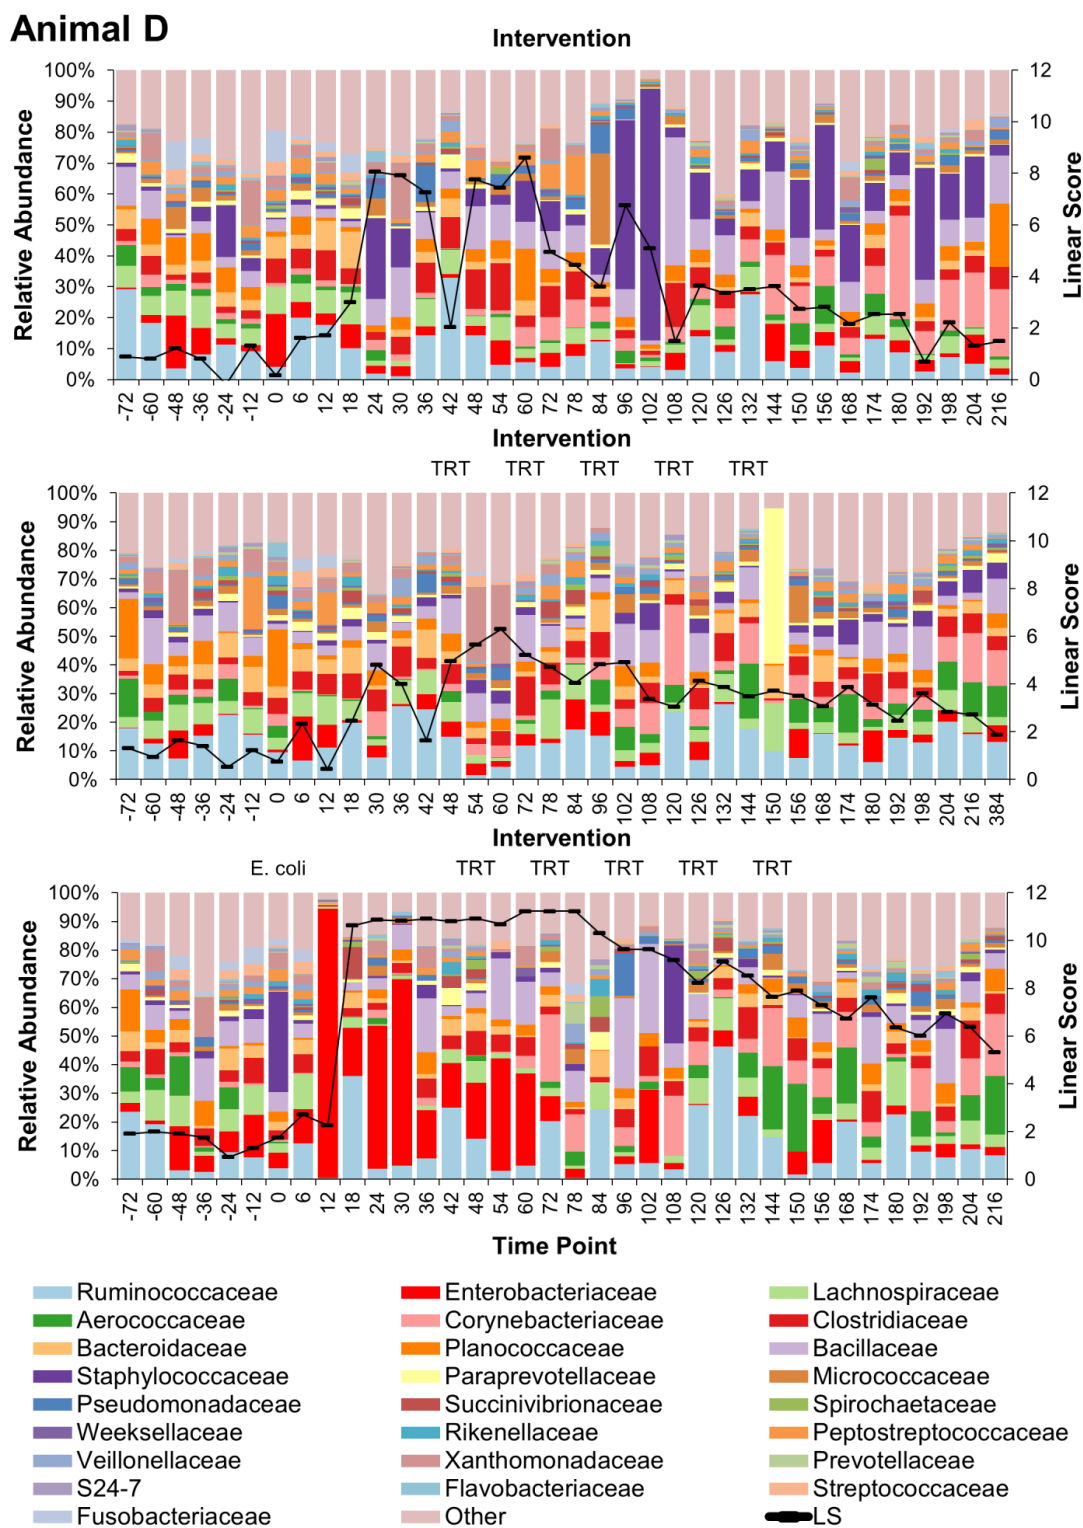 Animal D
Intervention
100% 90% 80% 70% 60% 50% 40% 30% 20% 10% 0%
Relative Abundance
12 10 8 6 4 2 0
Linear Score
-72 -60 -48 -36 -24 -12 0 6 12 18 24 30 36 42 48 54 60 72 78 84 96 102 108 120 126 132 144 150 156 168 174 180 192 198 204 216
Intervention
TRT TRT TRT TRT TRT
100% 90% 80% 70% 60% 50% 40% 30% 20% 10% 0%
Relative Abundance
12 10 8 6 4 2 0
Linear Score
-72 -60 -48 -36 -24 -12 0 6 12 18 30 36 42 48 54 60 72 78 84 96 102 108 120 126 132 144 150 156 168 174 180 192 198 204 216 384
Intervention
E. coli TRT TRT TRT TRT TRT
100% 90% 80% 70% 60% 50% 40% 30% 20% 10% 0%
Relative Abundance
12 10 8 6 4 2 0
Linear Score
-72 -60 -48 -36 -24 -12 0 6 12 18 24 30 36 42 48 54 60 72 78 84 96 102 108 120 126 132 144 150 156 168 174 180 192 198 204 216
Time Point
Ruminococcaceae Enterobacteriaceae Lachnospiraceae
Aerococcaceae Corynebacteriaceae Clostridiaceae
Bacteroidaceae Planococcaceae Bacillaceae
Staphylococcaceae Paraprevotellaceae Micrococcaceae
Pseudomonadaceae Succinivibrionaceae Spirochaetaceae
Weeksellaceae Rikenellaceae Peptostreptococcaceae
Veillonellaceae Xanthomonadaceae Prevotellaceae
S24-7 Flavobacteriaceae Streptococcaceae
Fusobacteriaceae Other LS